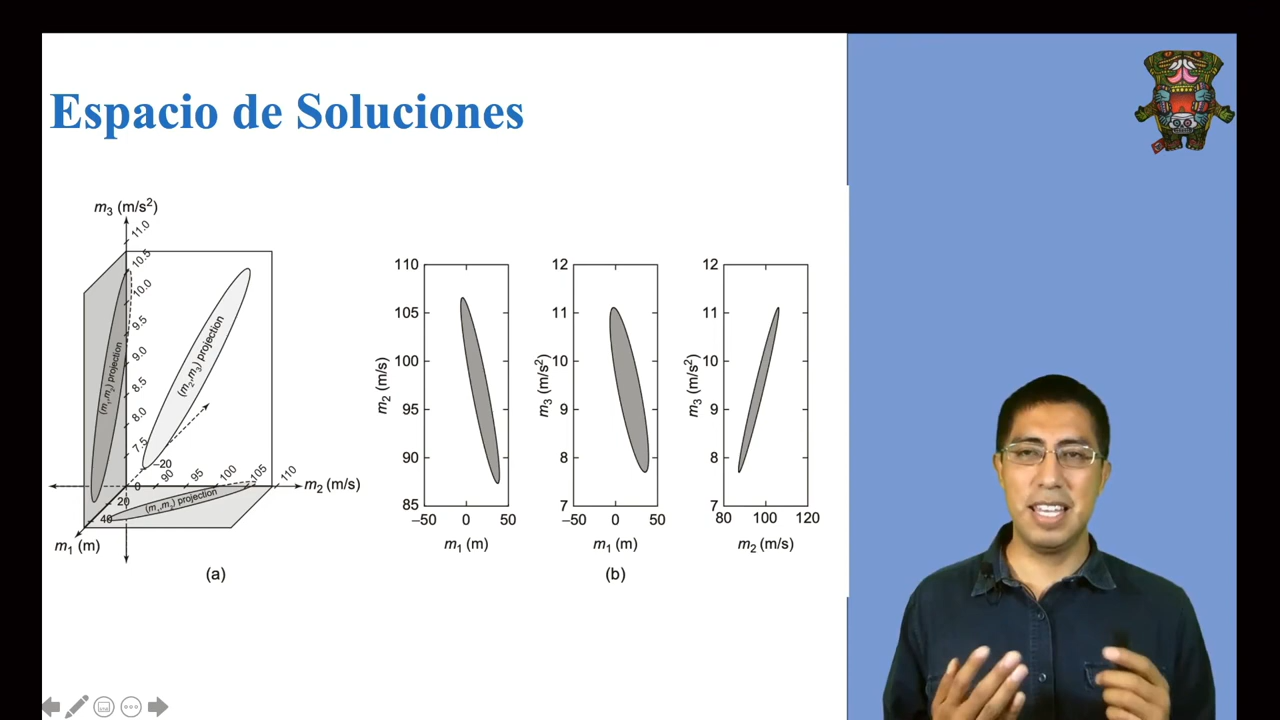 Espacio de Soluciones
m3 (m/s²)
11.0
10.5
10.0
9.5
9.0
8.5
8.0
7.5
(m1,m2) projection
(m2,m3) projection
(m1,m3) projection
–20
0
20
40
90
95
100
105
110
m2 (m/s)
m1 (m)
(a)
110
105
100
95
90
85
m2 (m/s)
–50 0 50
m1 (m)
12
11
10
9
8
7
m3 (m/s²)
–50 0 50
m1 (m)
12
11
10
9
8
7
m3 (m/s²)
80 100 120
m2 (m/s)
(b)